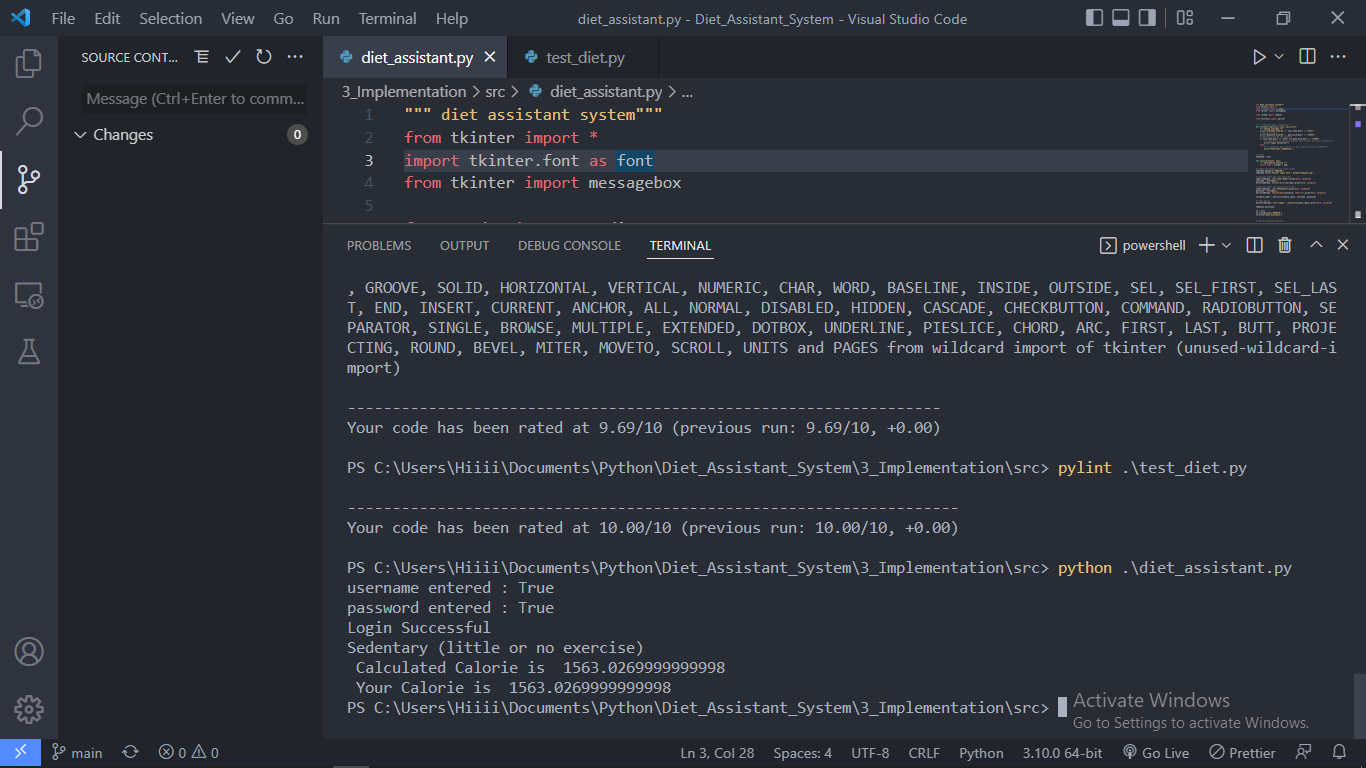 File Edit Selection View Go Run Terminal Help
diet_assistant.py - Diet_Assistant_System - Visual Studio Code
SOURCE CONT...
Message (Ctrl+Enter to comm...
Changes 0
diet_assistant.py test_diet.py
3_Implementation > src > diet_assistant.py > ...
1 """ diet assistant system"""
2 from tkinter import *
3 import tkinter.font as font
4 from tkinter import messagebox
5
PROBLEMS OUTPUT DEBUG CONSOLE TERMINAL powershell
, GROOVE, SOLID, HORIZONTAL, VERTICAL, NUMERIC, CHAR, WORD, BASELINE, INSIDE, OUTSIDE, SEL, SEL_FIRST, SEL_LAS
T, END, INSERT, CURRENT, ANCHOR, ALL, NORMAL, DISABLED, HIDDEN, CASCADE, CHECKBUTTON, COMMAND, RADIOBUTTON, SE
PARATOR, SINGLE, BROWSE, MULTIPLE, EXTENDED, DOTBOX, UNDERLINE, PIESLICE, CHORD, ARC, FIRST, LAST, BUTT, PROJE
CTING, ROUND, BEVEL, MITER, MOVETO, SCROLL, UNITS and PAGES from wildcard import of tkinter (unused-wildcard-i
mport)
------------------------------------------------------------------
Your code has been rated at 9.69/10 (previous run: 9.69/10, +0.00)
PS C:\Users\Hiiii\Documents\Python\Diet_Assistant_System\3_Implementation\src> pylint .\test_diet.py
--------------------------------------------------------------------
Your code has been rated at 10.00/10 (previous run: 10.00/10, +0.00)
PS C:\Users\Hiiii\Documents\Python\Diet_Assistant_System\3_Implementation\src> python .\diet_assistant.py
username entered : True
password entered : True
Login Successful
Sedentary (little or no exercise)
 Calculated Calorie is  1563.0269999999998
 Your Calorie is  1563.0269999999998
PS C:\Users\Hiiii\Documents\Python\Diet_Assistant_System\3_Implementation\src>
Activate Windows
Go to Settings to activate Windows.
main 0 0 Ln 3, Col 28 Spaces: 4 UTF-8 CRLF Python 3.10.0 64-bit Go Live Prettier